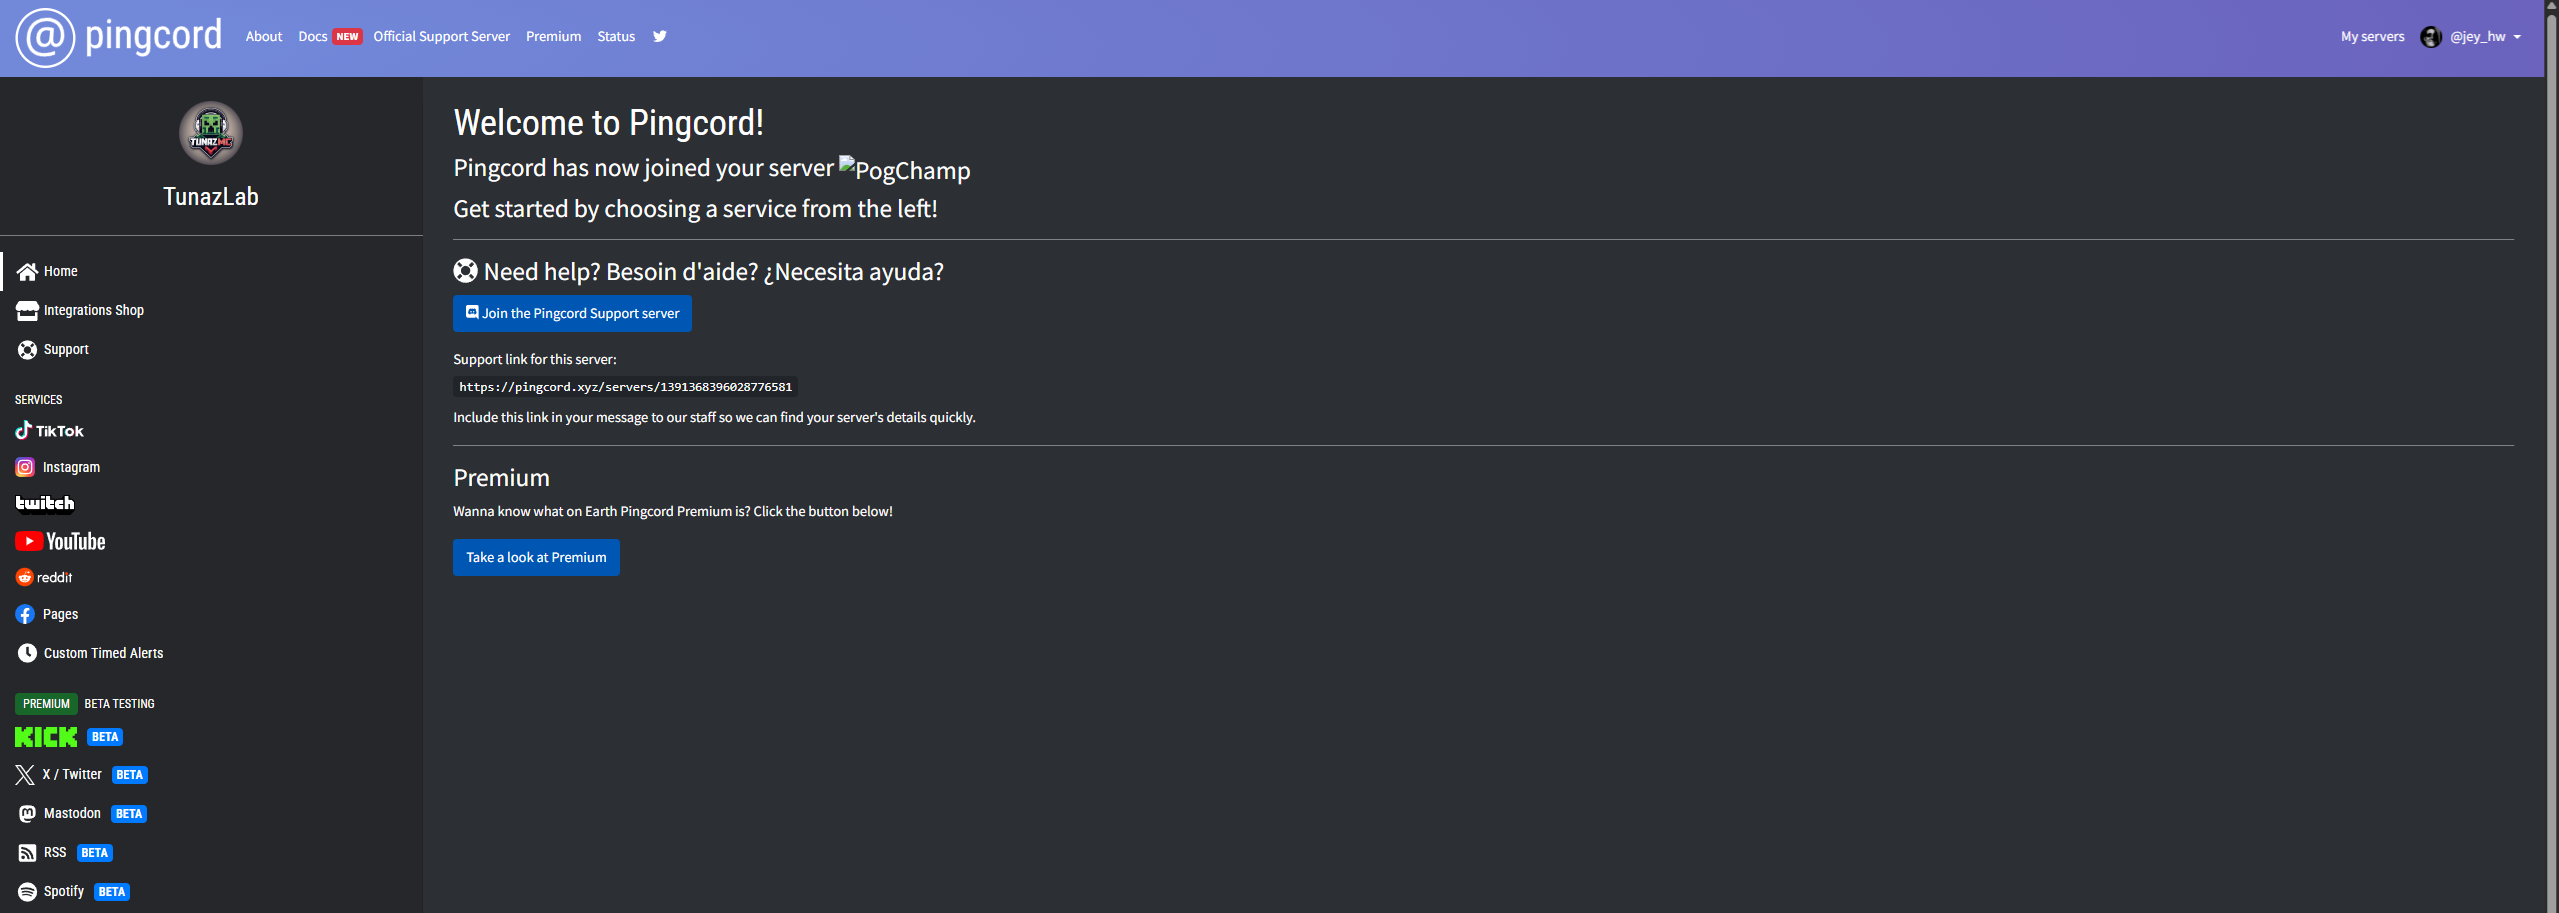 @ pingcord
About
Docs NEW
Official Support Server
Premium
Status
My servers
@jey_hw
TUNAZMC
TunazLab
Home
Integrations Shop
Support
SERVICES
TikTok
Instagram
twitch
YouTube
reddit
Pages
Custom Timed Alerts
PREMIUM BETA TESTING
KICK BETA
X / Twitter BETA
Mastodon BETA
RSS BETA
Spotify BETA
Welcome to Pingcord!
Pingcord has now joined your server PogChamp
Get started by choosing a service from the left!
Need help? Besoin d'aide? ¿Necesita ayuda?
Join the Pingcord Support server
Support link for this server:
https://pingcord.xyz/servers/1391368396028776581
Include this link in your message to our staff so we can find your server's details quickly.
Premium
Wanna know what on Earth Pingcord Premium is? Click the button below!
Take a look at Premium